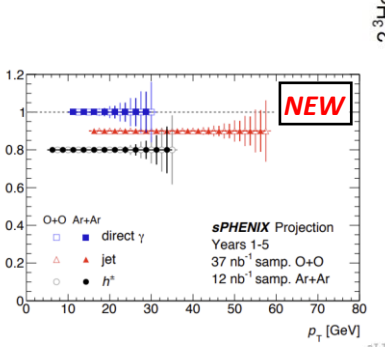 2 ³H
1.2
1
0.8
0.6
0.4
0.2
0
NEW
O+O Ar+Ar
direct γ
jet
h±
sPHENIX Projection
Years 1-5
37 nb⁻¹ samp. O+O
12 nb⁻¹ samp. Ar+Ar
0 10 20 30 40 50 60 70 80
p_T [GeV]